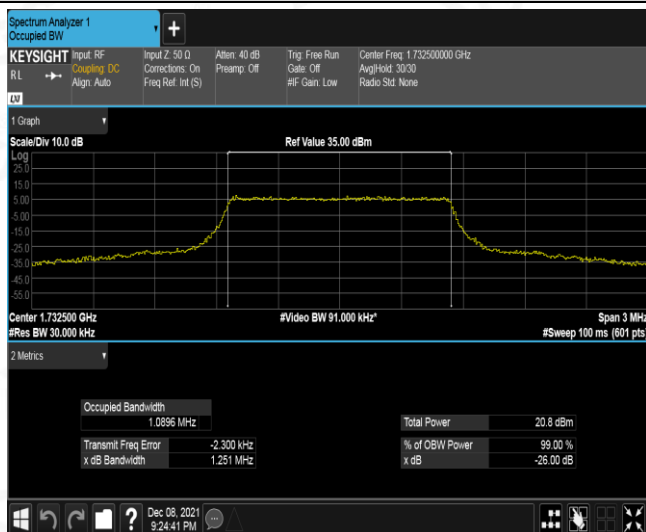 Spectrum Analyzer 1
Occupied BW
+
KEYSIGHT Input: RF Input Z: 50 Ω Atten: 40 dB Trig: Free Run Center Freq: 1.732500000 GHz
RL Coupling: DC Corrections: On Preamp: Off Gate: Off Avg|Hold: 30/30
Align: Auto Freq Ref: Int (S) #IF Gain: Low Radio Std: None
LXI
1 Graph
Scale/Div 10.0 dB Ref Value 35.00 dBm
Log
25.0
15.0
5.00
-5.00
-15.0
-25.0
-35.0
-45.0
-55.0
Center 1.732500 GHz #Video BW 91.000 kHz* Span 3 MHz
#Res BW 30.000 kHz #Sweep 100 ms (601 pts)
2 Metrics
Occupied Bandwidth
1.0896 MHz Total Power 20.8 dBm
Transmit Freq Error -2.300 kHz % of OBW Power 99.00 %
x dB Bandwidth 1.251 MHz x dB -26.00 dB
? Dec 08, 2021
9:24:41 PM